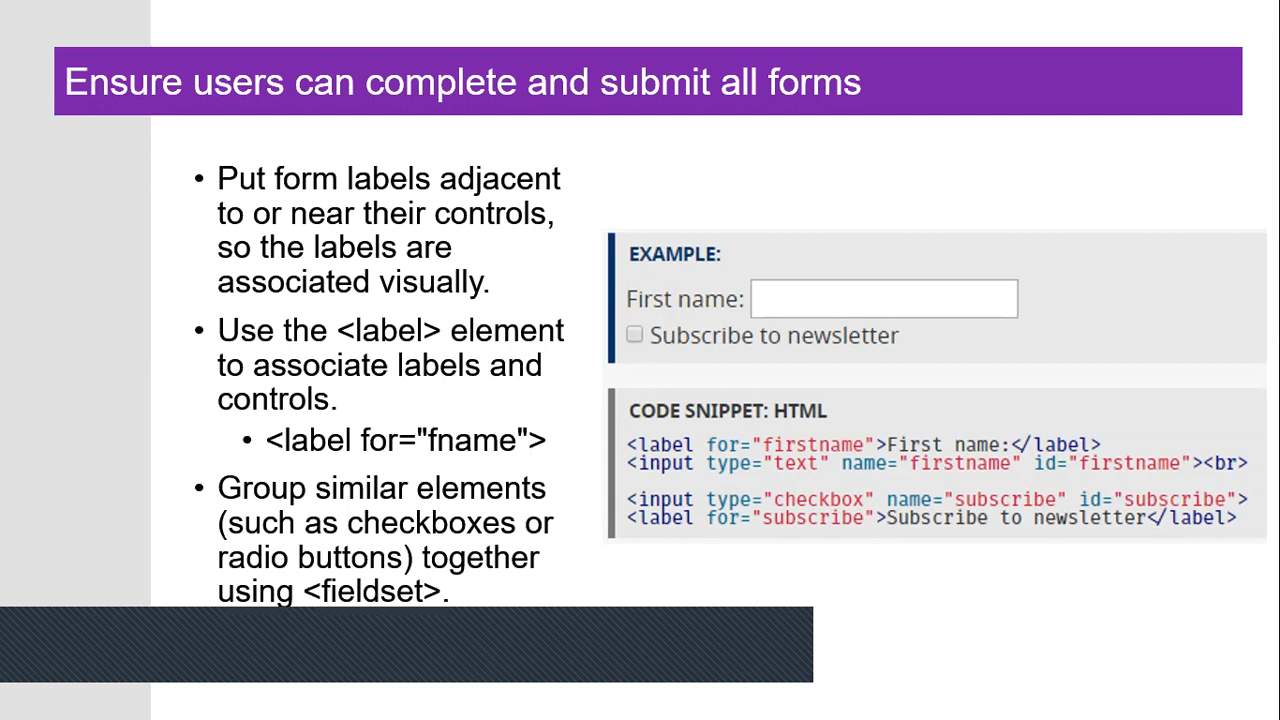 Ensure users can complete and submit all forms
• Put form labels adjacent
to or near their controls,
so the labels are
associated visually.
• Use the <label> element
to associate labels and
controls.
• <label for="fname">
• Group similar elements
(such as checkboxes or
radio buttons) together
using <fieldset>.
EXAMPLE:
First name:
Subscribe to newsletter
CODE SNIPPET: HTML
<label for="firstname">First name:</label>
<input type="text" name="firstname" id="firstname"><br>
<input type="checkbox" name="subscribe" id="subscribe">
<label for="subscribe">Subscribe to newsletter</label>